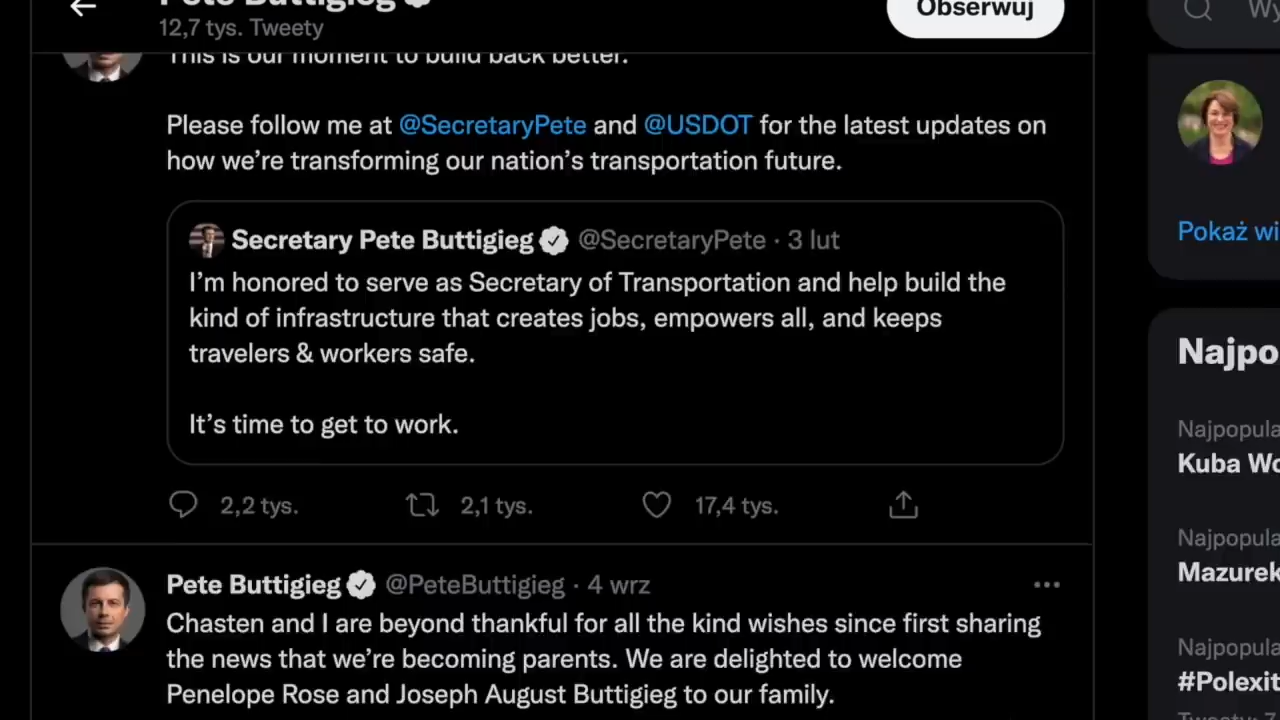 Pete Buttigieg
12,7 tys. Tweety
Obserwuj
This is our moment to build back better.
Please follow me at @SecretaryPete and @USDOT for the latest updates on
how we're transforming our nation's transportation future.
Secretary Pete Buttigieg @SecretaryPete · 3 lut
I'm honored to serve as Secretary of Transportation and help build the
kind of infrastructure that creates jobs, empowers all, and keeps
travelers & workers safe.
It's time to get to work.
2,2 tys. 2,1 tys. 17,4 tys.
Pete Buttigieg @PeteButtigieg · 4 wrz
Chasten and I are beyond thankful for all the kind wishes since first sharing
the news that we're becoming parents. We are delighted to welcome
Penelope Rose and Joseph August Buttigieg to our family.
Wy
Pokaż wi
Najpo
Najpopula
Kuba Wo
Najpopula
Mazurek
Najpopula
#Polexit